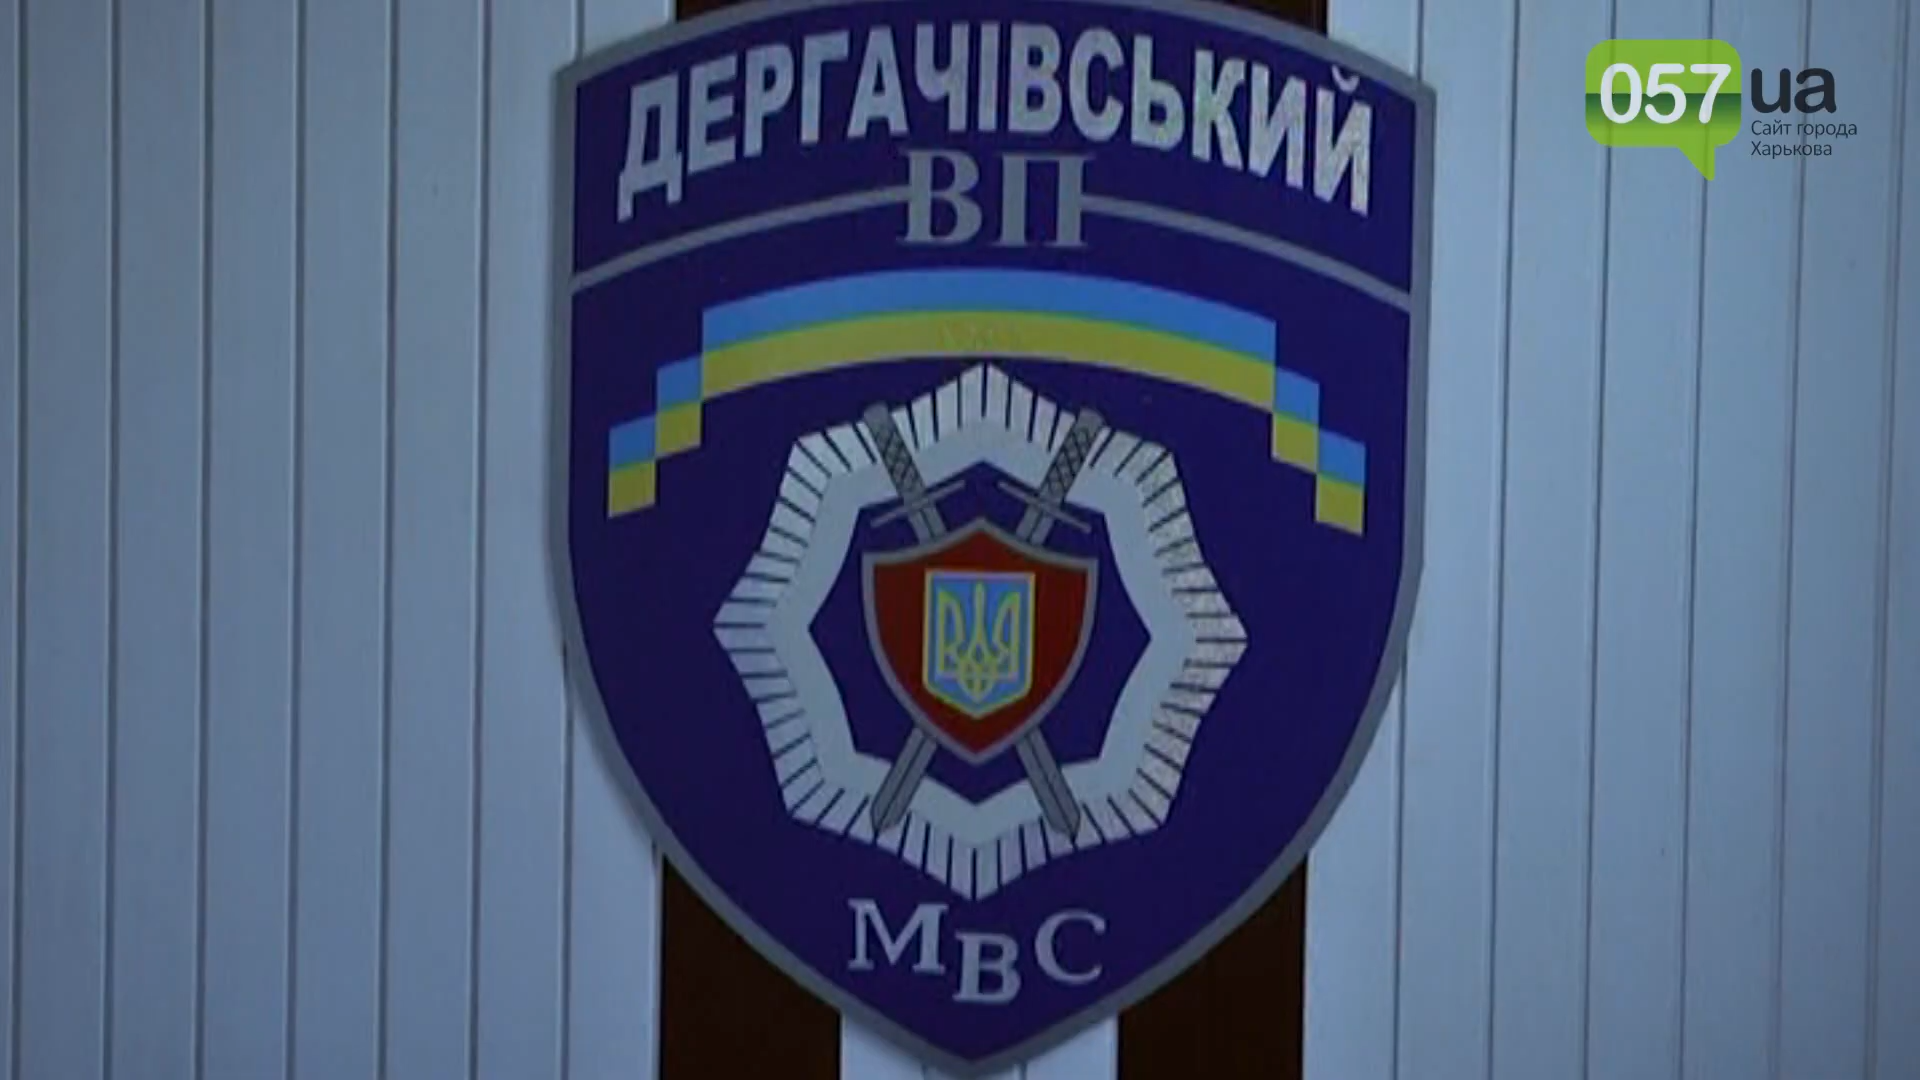 ДЕРГАЧІВСЬКИЙ
ВП
МВС
057 ua
Сайт города
Харькова